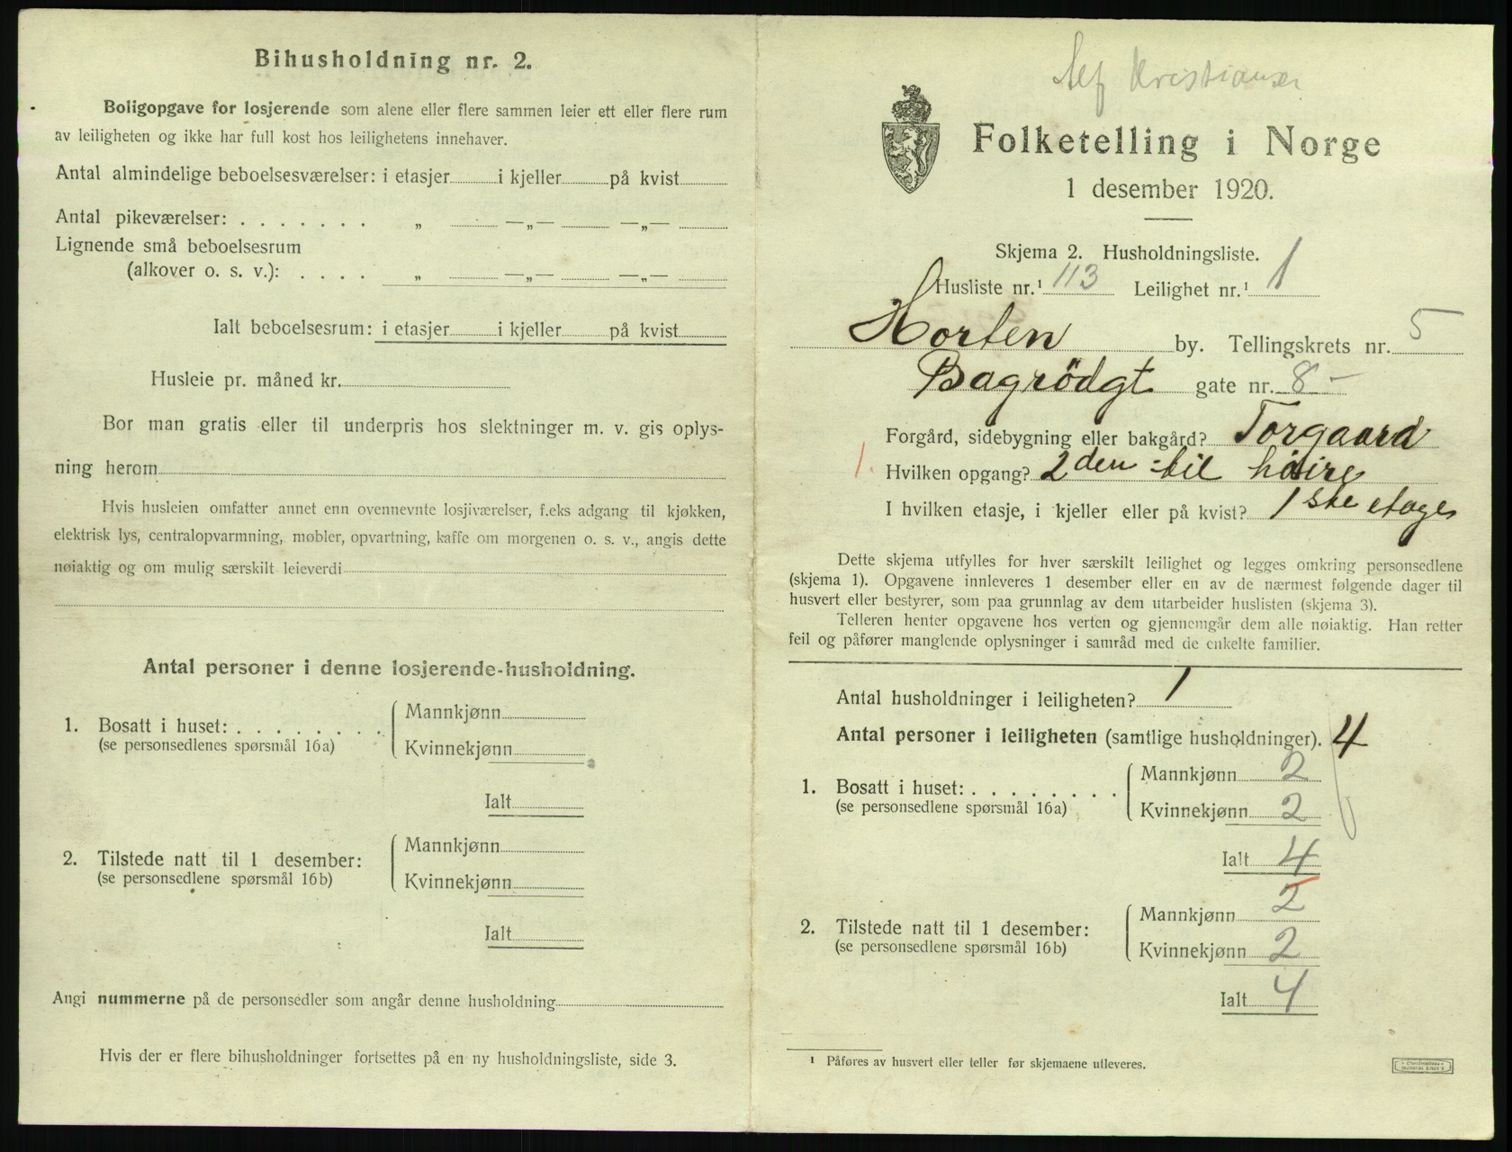 Bihusholdning nr. 2.
Boligopgave for losjerende som alene eller flere sammen leier ett eller flere rum
av leiligheten og ikke har full kost hos leilighetens innehaver.
Antal almindelige beboelsesværelser: i etasjer i kjeller på kvist
Antal pikeværelser: . . . . . . . „ —„— —„—
Lignende små beboelsesrum
(alkover o. s. v.): . . . . „ —„— —„—
Ialt beboelsesrum: i etasjer i kjeller på kvist
Husleie pr. måned kr.
Bor man gratis eller til underpris hos slektninger m. v. gis oplys-
ning herom
Hvis husleien omfatter annet enn ovennevnte losjiværelser, f.eks adgang til kjøkken,
elektrisk lys, centralopvarmning, møbler, opvartning, kaffe om morgenen o. s. v., angis dette
nøiaktig og om mulig særskilt leieverdi
Antal personer i denne losjerende-husholdning.
1. Bosatt i huset: . . . . . . . .
(se personsedlenes spørsmål 16a)
Mannkjønn
Kvinnekjønn
Ialt
2. Tilstede natt til 1 desember:
(se personsedlene spørsmål 16b)
Mannkjønn
Kvinnekjønn
Ialt
Angi nummerne på de personsedler som angår denne husholdning
Hvis der er flere bihusholdninger fortsettes på en ny husholdningsliste, side 3.
Kristiansen
Folketelling i Norge
1 desember 1920.
Skjema 2. Husholdningsliste.
Husliste nr.¹ 113 Leilighet nr.¹ 1
Horten by. Tellingskrets nr. 5
Bagrödgt gate nr. 8 -
Forgård, sidebygning eller bakgård? Forgaard
1. Hvilken opgang? 2den til höire
I hvilken etasje, i kjeller eller på kvist? 1ste etage
Dette skjema utfylles for hver særskilt leilighet og legges omkring personsedlene
(skjema 1). Opgavene innleveres 1 desember eller en av de nærmest følgende dager til
husvert eller bestyrer, som paa grunnlag av dem utarbeider huslisten (skjema 3).
Telleren henter opgavene hos verten og gjennemgår dem alle nøiaktig. Han retter
feil og påfører manglende oplysninger i samråd med de enkelte familier.
Antal husholdninger i leiligheten? 1
Antal personer i leiligheten (samtlige husholdninger). 4
1. Bosatt i huset: . . . . . . . .
(se personsedlene spørsmål 16a)
Mannkjønn 2
Kvinnekjønn 2
Ialt 4
2. Tilstede natt til 1 desember:
(se personsedlene spørsmål 16b)
Mannkjønn 2
Kvinnekjønn 2
Ialt 4
¹ Påføres av husvert eller teller før skjemaene utleveres.